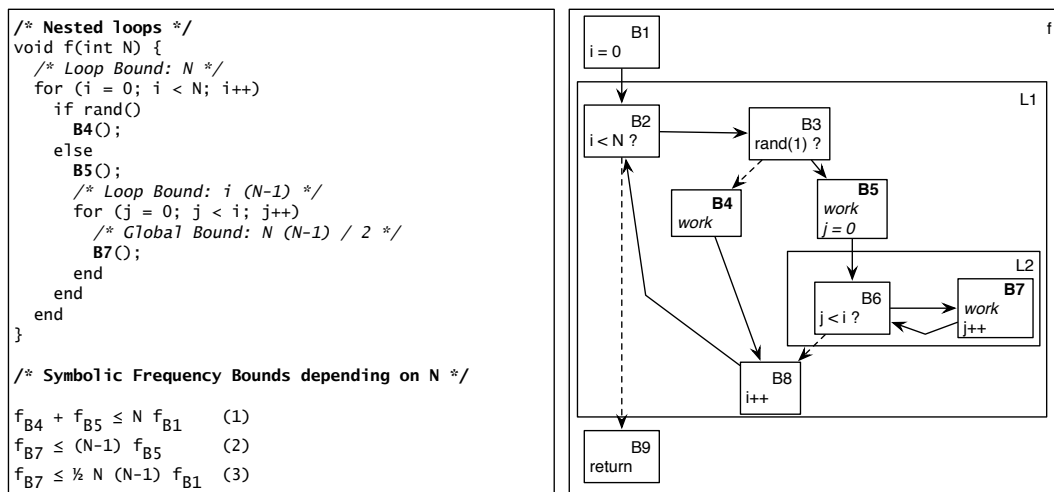 /* Nested loops */
void f(int N) {
/* Loop Bound: N */
for (i = 0; i < N; i++)
if rand()
B4();
else
B5();
/* Loop Bound: i (N-1) */
for (j = 0; j < i; j++)
/* Global Bound: N (N-1) / 2 */
B7();
end
end
end
}
/* Symbolic Frequency Bounds depending on N */
f_B4 + f_B5 ≤ N f_B1 (1)
f_B7 ≤ (N-1) f_B5 (2)
f_B7 ≤ ½ N (N-1) f_B1 (3)
f
B1
i = 0
L1
B2
i < N ?
B3
rand(1) ?
B4
work
B5
work
j = 0
L2
B6
j < i ?
B7
work
j++
B8
i++
B9
return